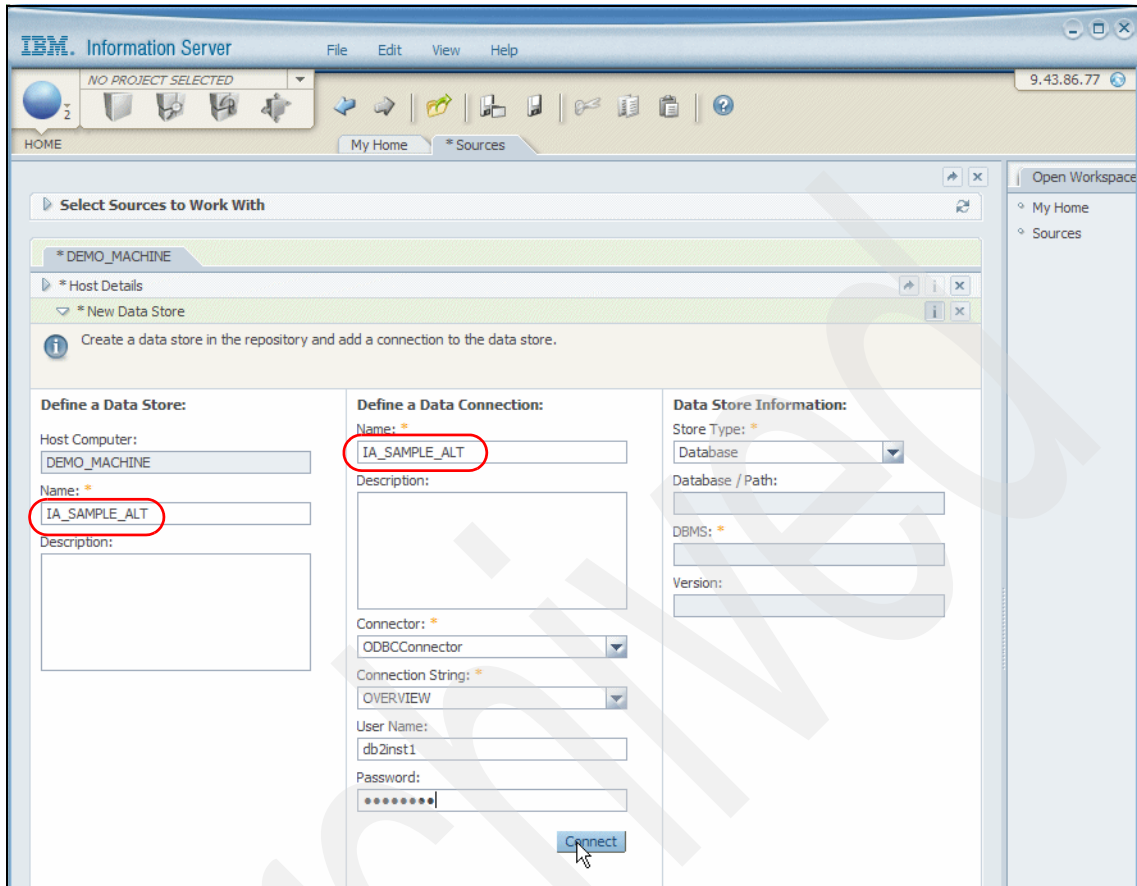 IBM. Information Server
File Edit View Help
NO PROJECT SELECTED
9.43.86.77
2
HOME
My Home
* Sources
Open Workspace
Select Sources to Work With
My Home
Sources
* DEMO_MACHINE
* Host Details
* New Data Store
Create a data store in the repository and add a connection to the data store.
Define a Data Store:
Host Computer:
DEMO_MACHINE
Name: *
IA_SAMPLE_ALT
Description:
Define a Data Connection:
Name: *
IA_SAMPLE_ALT
Description:
Connector: *
ODBCConnector
Connection String: *
OVERVIEW
User Name:
db2inst1
Password:
••••••••
Connect
Data Store Information:
Store Type: *
Database
Database / Path:
DBMS: *
Version: